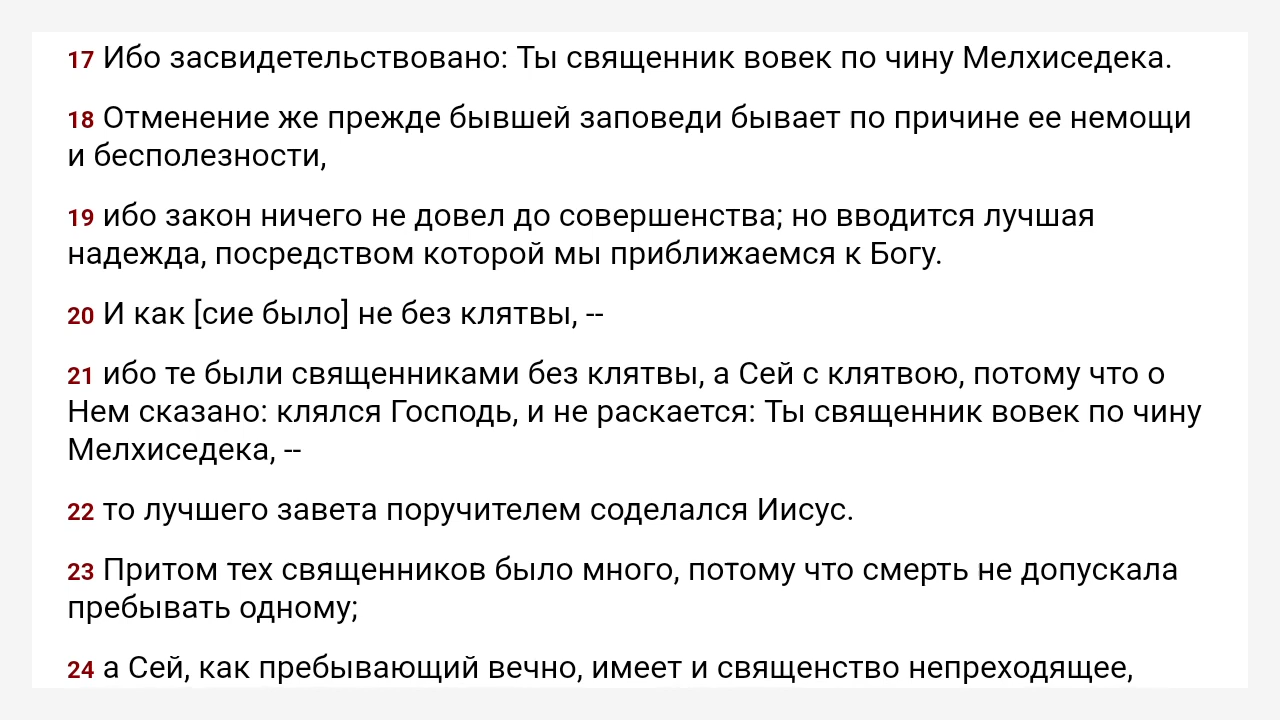 17 Ибо засвидетельствовано: Ты священник вовек по чину Мелхиседека.
18 Отменение же прежде бывшей заповеди бывает по причине ее немощи
и бесполезности,
19 ибо закон ничего не довел до совершенства; но вводится лучшая
надежда, посредством которой мы приближаемся к Богу.
20 И как [сие было] не без клятвы, --
21 ибо те были священниками без клятвы, а Сей с клятвою, потому что о
Нем сказано: клялся Господь, и не раскается: Ты священник вовек по чину
Мелхиседека, --
22 то лучшего завета поручителем соделался Иисус.
23 Притом тех священников было много, потому что смерть не допускала
пребывать одному;
24 а Сей, как пребывающий вечно, имеет и священство непреходящее,